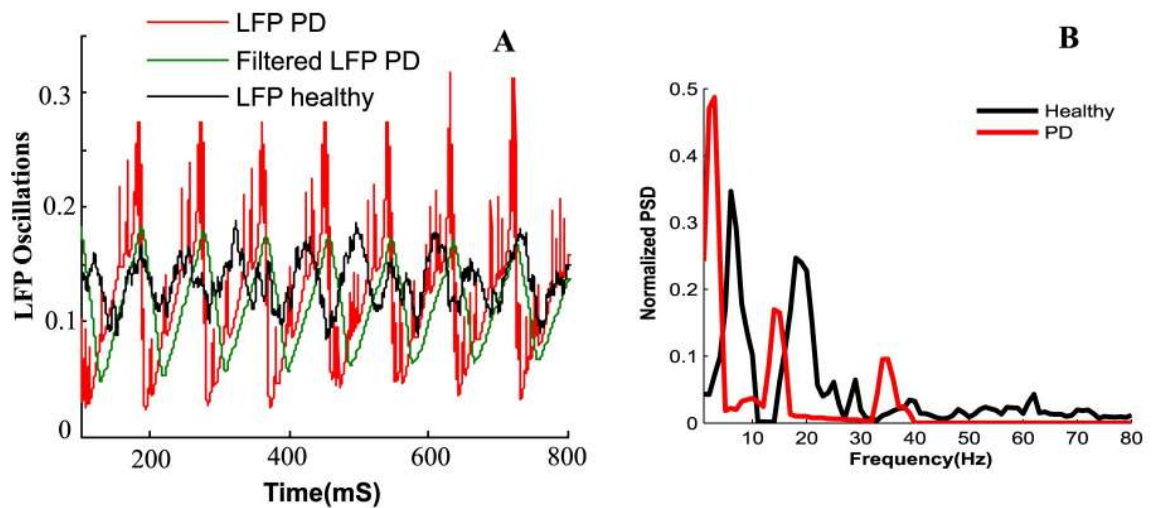 LFP PD
Filtered LFP PD
LFP healthy
A
LFP Oscillations
0.3
0.2
0.1
0
200
400
600
800
Time(mS)
B
Healthy
PD
Normalized PSD
0.5
0.4
0.3
0.2
0.1
0
10
20
30
40
50
60
70
80
Frequency(Hz)